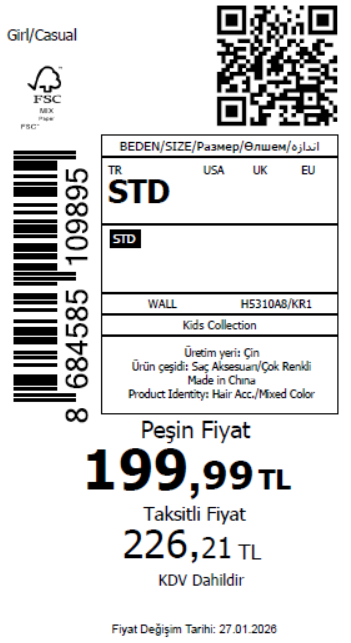 Girl/Casual
FSC
MIX
Paper
FSC™
BEDEN/SIZE/Размер/Өлшем/اندازه
TR USA UK EU
STD
STD
WALL H5310A8/KR1
Kids Collection
Üretim yeri: Çin
Ürün çeşidi: Saç Aksesuarı/Çok Renkli
Made in China
Product Identity: Hair Acc./Mixed Color
8 684585 109895
Peşin Fiyat
199,99 TL
Taksitli Fiyat
226,21 TL
KDV Dahildir
Fiyat Değişim Tarihi: 27.01.2026